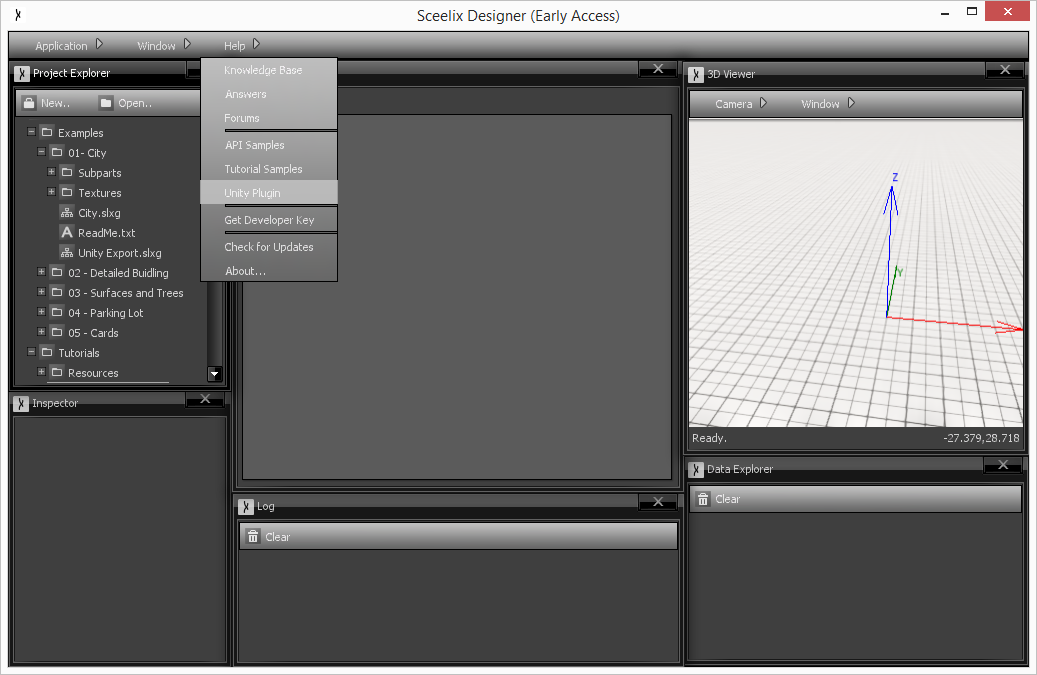 Sceelix Designer (Early Access)
Application Window Help
Project Explorer
New.. Open..
Examples
01- City
Subparts
Textures
City.slxg
ReadMe.txt
Unity Export.slxg
02 - Detailed Buidling
03 - Surfaces and Trees
04 - Parking Lot
05 - Cards
Tutorials
Resources
Knowledge Base
Answers
Forums
API Samples
Tutorial Samples
Unity Plugin
Get Developer Key
Check for Updates
About...
3D Viewer
Camera Window
Z
Y
Ready. -27.379,28.718
Inspector
Log
Clear
Data Explorer
Clear